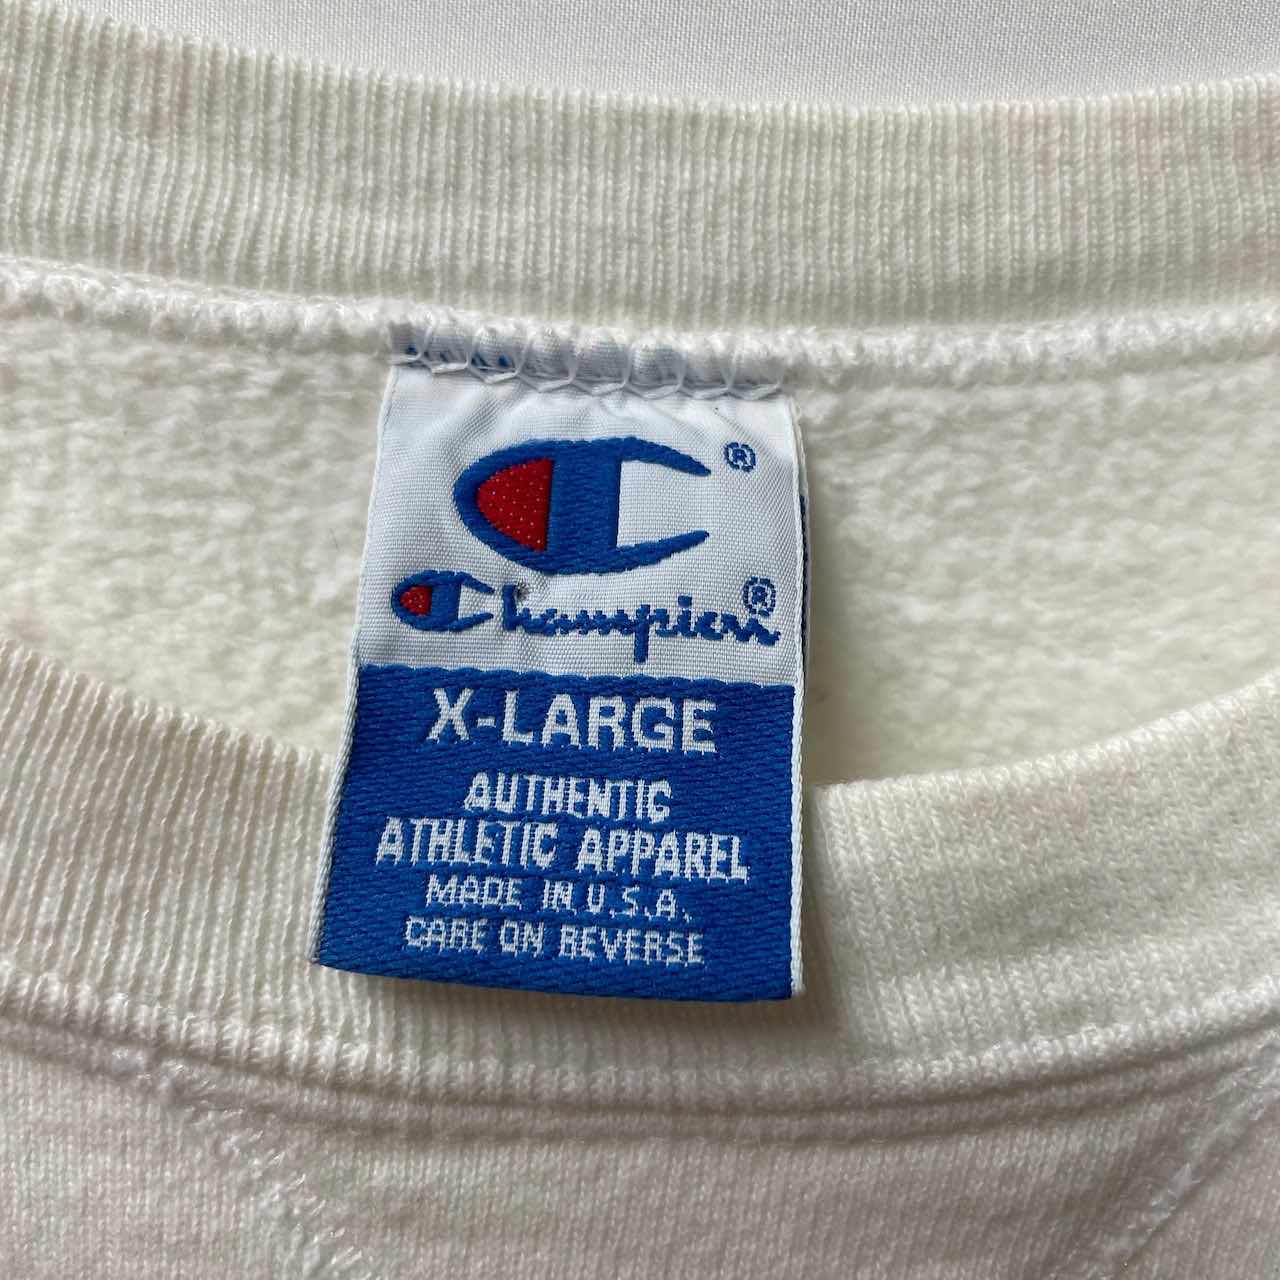 ®
Champion®
X-LARGE
AUTHENTIC
ATHLETIC APPAREL
MADE IN U.S.A.
CARE ON REVERSE